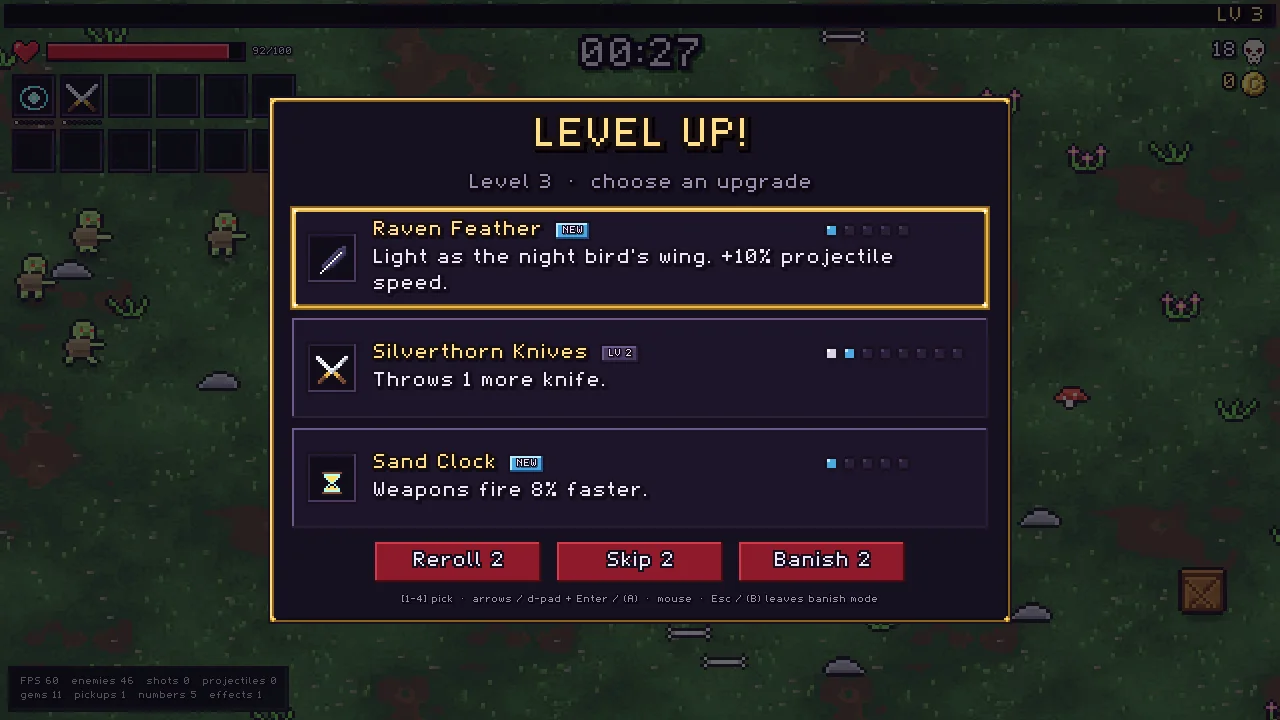 LV 3
92/100
00:27
18
0
LEVEL UP!
Level 3 · choose an upgrade
Raven Feather NEW
Light as the night bird's wing. +10% projectile
speed.
Silverthorn Knives LV 2
Throws 1 more knife.
Sand Clock NEW
Weapons fire 8% faster.
Reroll 2
Skip 2
Banish 2
[1-4] pick · arrows / d-pad + Enter / (A) · mouse · Esc / (B) leaves banish mode
FPS 60 enemies 46 shots 0 projectiles 0
gems 11 pickups 1 numbers 5 effects 1